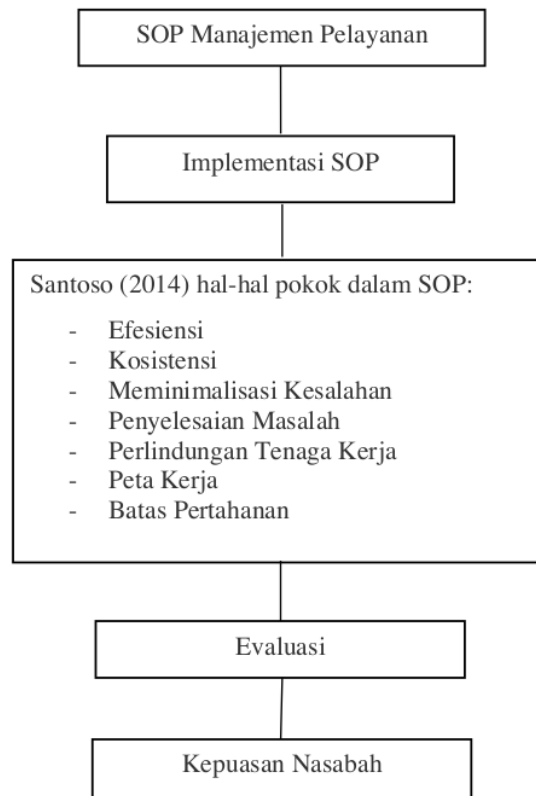 SOP Manajemen Pelayanan
Implementasi SOP
Santoso (2014) hal-hal pokok dalam SOP:
- Efesiensi
- Kosistensi
- Meminimalisasi Kesalahan
- Penyelesaian Masalah
- Perlindungan Tenaga Kerja
- Peta Kerja
- Batas Pertahanan
Evaluasi
Kepuasan Nasabah